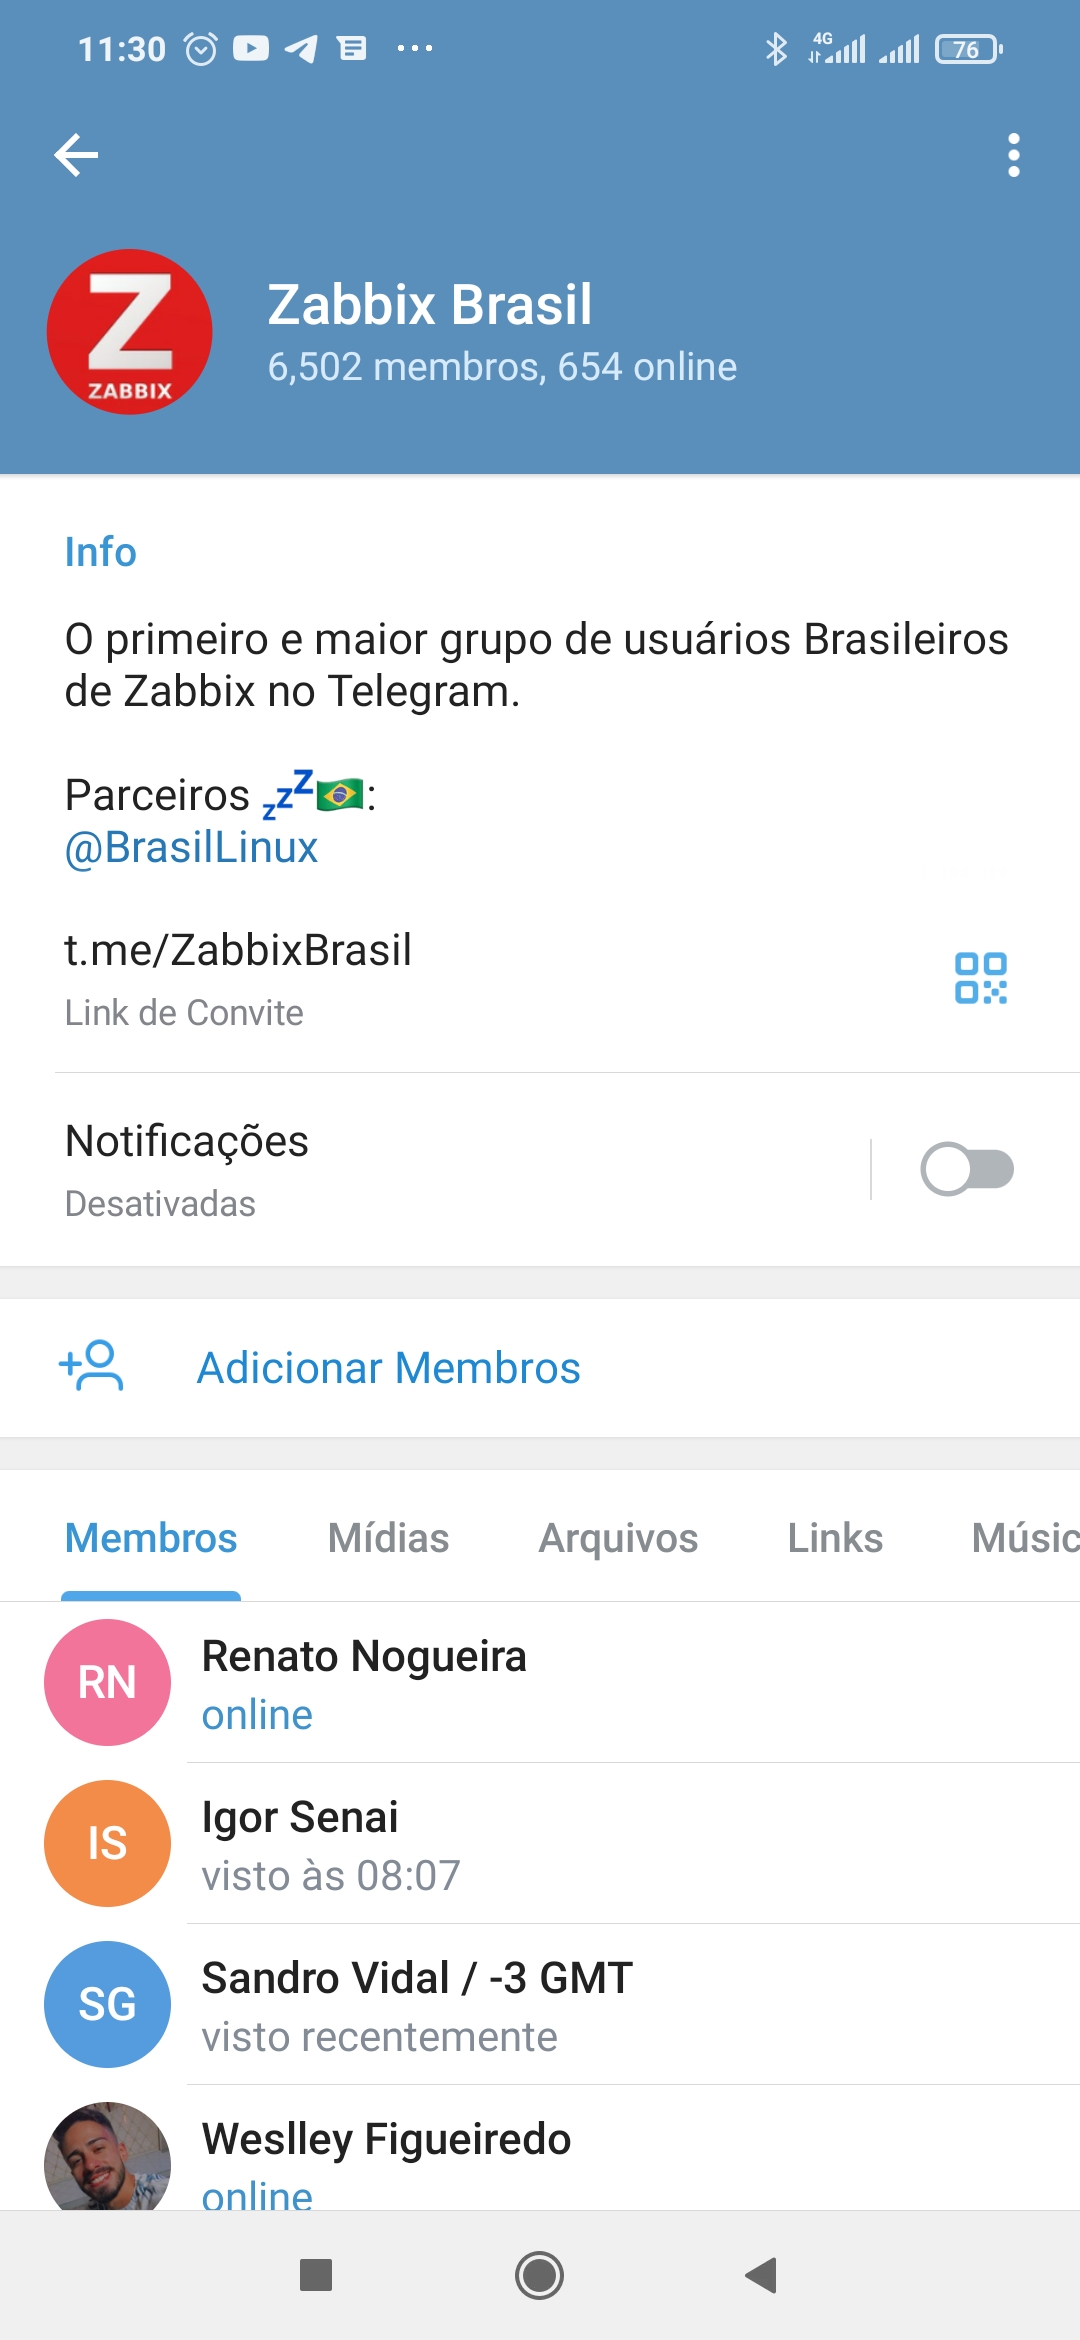 11:30
4G
76
Z
ZABBIX
Zabbix Brasil
6,502 membros, 654 online
Info
O primeiro e maior grupo de usuários Brasileiros
de Zabbix no Telegram.
Parceiros 💤🇧🇷:
@BrasilLinux
t.me/ZabbixBrasil
Link de Convite
Notificações
Desativadas
Adicionar Membros
Membros Mídias Arquivos Links Músic
RN
Renato Nogueira
online
IS
Igor Senai
visto às 08:07
SG
Sandro Vidal / -3 GMT
visto recentemente
Weslley Figueiredo
online